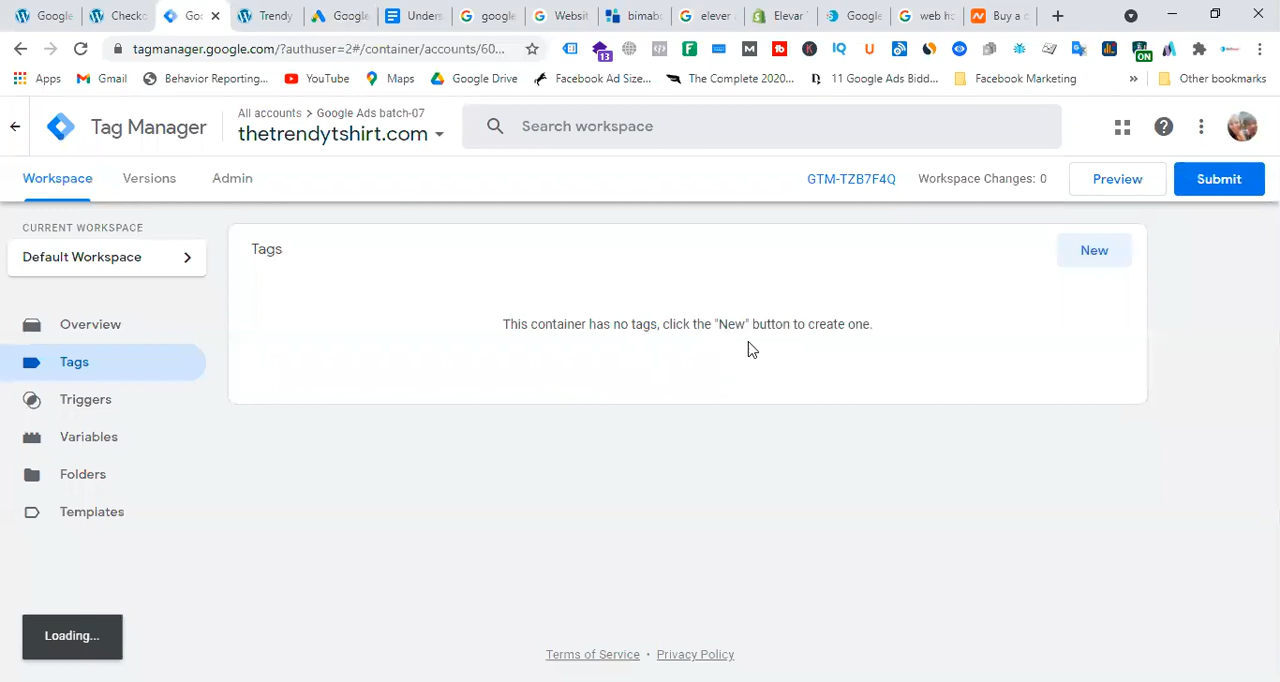 Google
Checko
Goo
Trendy
Google
Unders
google
Websit
bimabo
elever
Elevar
Google
web ho
Buy a d
tagmanager.google.com/?authuser=2#/container/accounts/60...
13
ON
Apps
Gmail
Behavior Reporting...
YouTube
Maps
Google Drive
Facebook Ad Size...
The Complete 2020...
11 Google Ads Bidd...
Facebook Marketing
»
Other bookmarks
Tag Manager
All accounts > Google Ads batch-07
thetrendytshirt.com
Search workspace
Workspace
Versions
Admin
GTM-TZB7F4Q
Workspace Changes: 0
Preview
Submit
CURRENT WORKSPACE
Default Workspace
Tags
New
This container has no tags, click the "New" button to create one.
Overview
Tags
Triggers
Variables
Folders
Templates
Loading...
Terms of Service • Privacy Policy